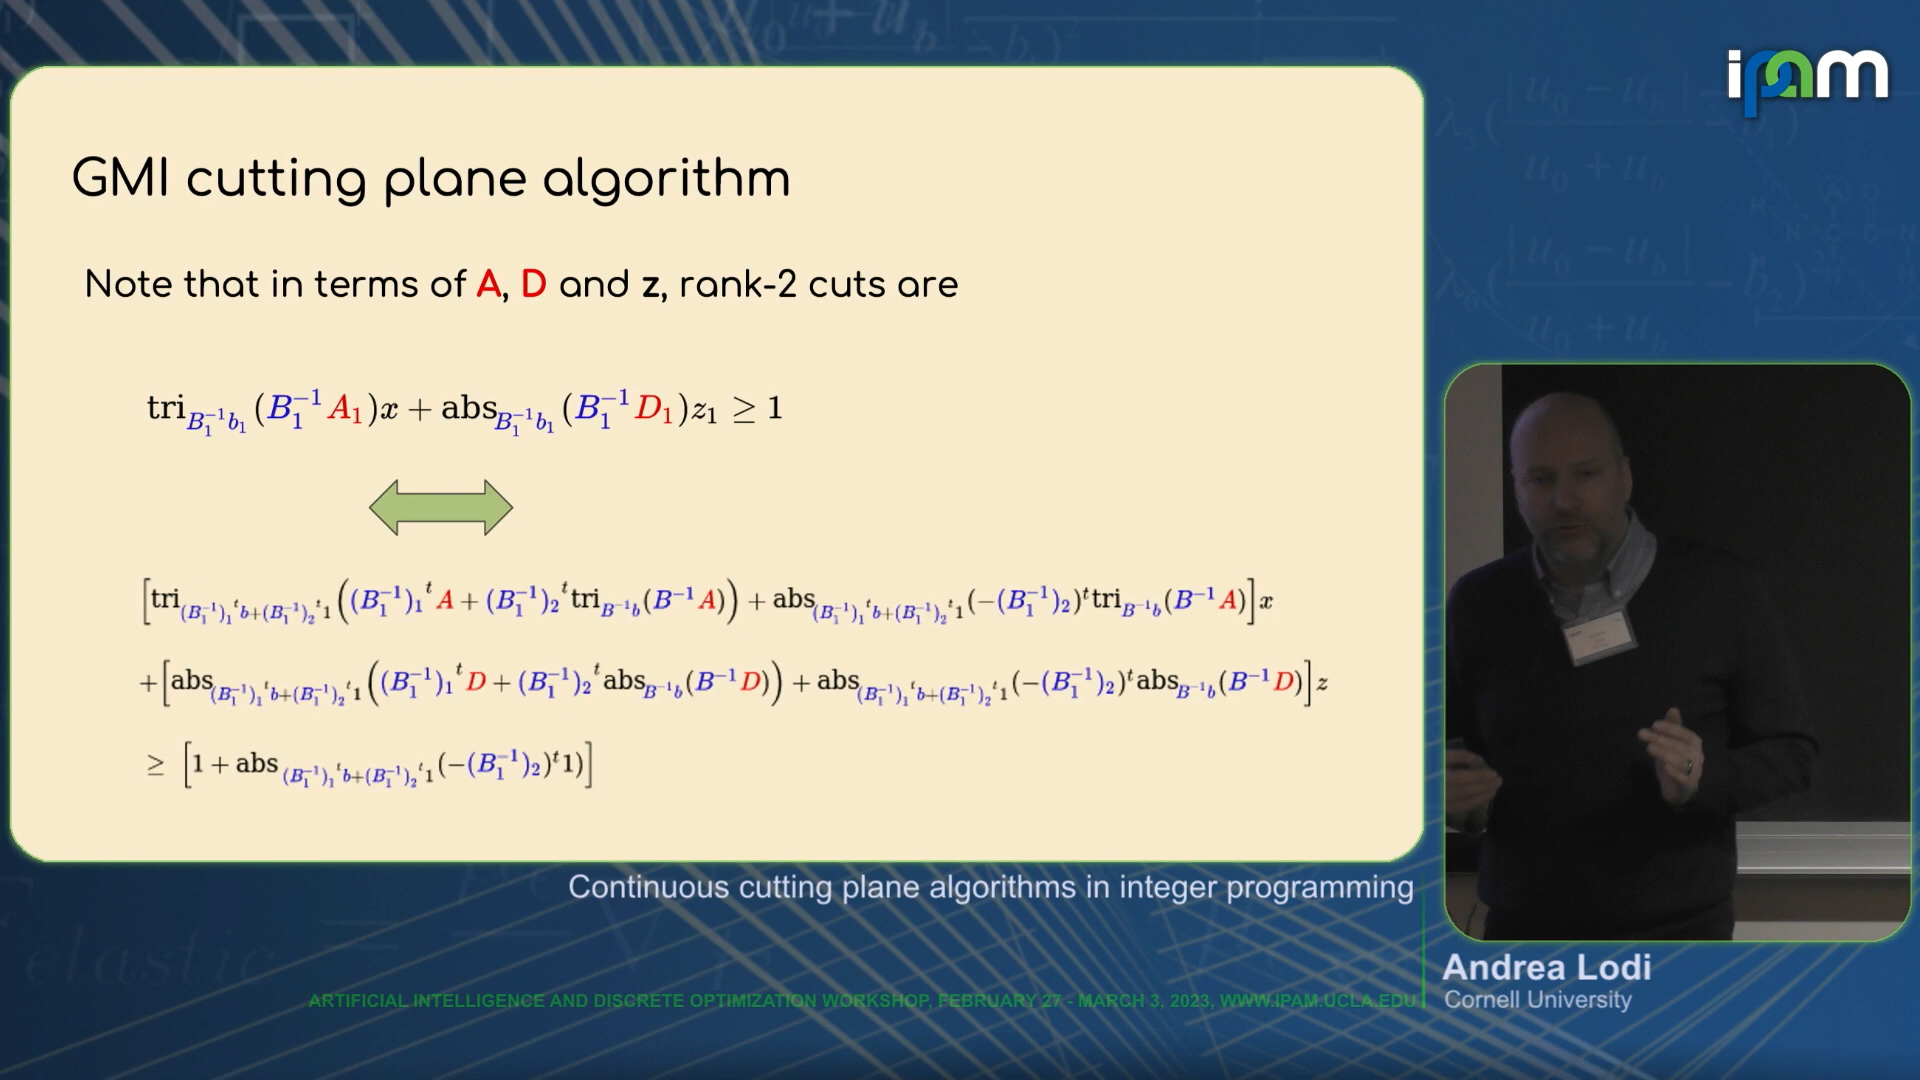 ipam
GMI cutting plane algorithm
Note that in terms of A, D and z, rank-2 cuts are
tri_{B_1^{-1}b_1}(B_1^{-1}A_1)x + abs_{B_1^{-1}b_1}(B_1^{-1}D_1)z_1 ≥ 1
[tri_{(B_1^{-1})_1^t b+(B_1^{-1})_2^t 1}((B_1^{-1})_1^t A + (B_1^{-1})_2^t tri_{B^{-1}b}(B^{-1}A)) + abs_{(B_1^{-1})_1^t b+(B_1^{-1})_2^t 1}(-(B_1^{-1})_2)^t tri_{B^{-1}b}(B^{-1}A)]x
+[abs_{(B_1^{-1})_1^t b+(B_1^{-1})_2^t 1}((B_1^{-1})_1^t D + (B_1^{-1})_2^t abs_{B^{-1}b}(B^{-1}D)) + abs_{(B_1^{-1})_1^t b+(B_1^{-1})_2^t 1}(-(B_1^{-1})_2)^t abs_{B^{-1}b}(B^{-1}D)]z
≥ [1 + abs_{(B_1^{-1})_1^t b+(B_1^{-1})_2^t 1}(-(B_1^{-1})_2)^t 1)]
Continuous cutting plane algorithms in integer programming
Andrea Lodi
Cornell University
ARTIFICIAL INTELLIGENCE AND DISCRETE OPTIMIZATION WORKSHOP, FEBRUARY 27 - MARCH 3, 2023, WWW.IPAM.UCLA.EDU